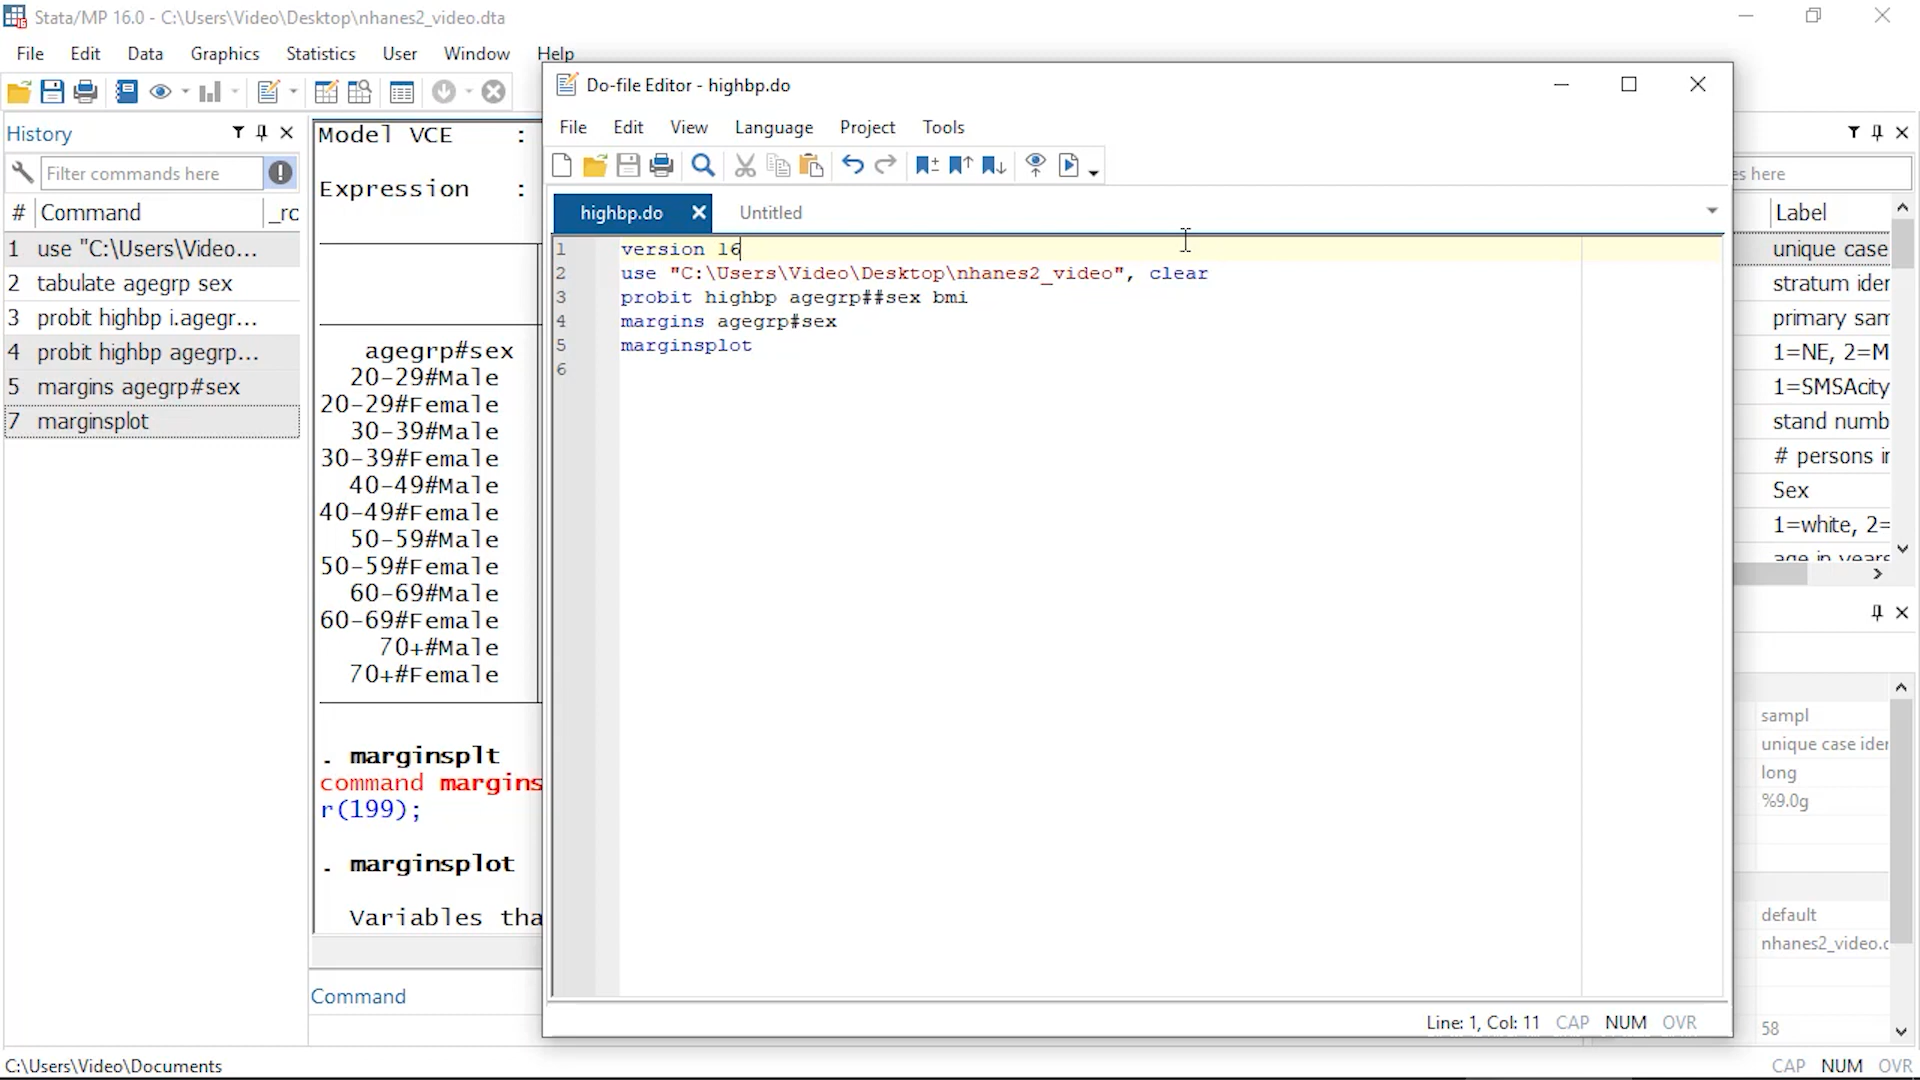 Stata/MP 16.0 - C:\Users\Video\Desktop\nhanes2_video.dta
File Edit Data Graphics Statistics User Window Help
History
Filter commands here
# Command _rc
1 use "C:\Users\Video...
2 tabulate agegrp sex
3 probit highbp i.agegr...
4 probit highbp agegrp...
5 margins agegrp#sex
7 marginsplot
Model VCE :
Expression :
agegrp#sex
20-29#Male
20-29#Female
30-39#Male
30-39#Female
40-49#Male
40-49#Female
50-59#Male
50-59#Female
60-69#Male
60-69#Female
70+#Male
70+#Female
. marginsplt
command margins
r(199);
. marginsplot
Variables tha
Command
Do-file Editor - highbp.do
File Edit View Language Project Tools
highbp.do Untitled
1 version 16
2 use "C:\Users\Video\Desktop\nhanes2_video", clear
3 probit highbp agegrp##sex bmi
4 margins agegrp#sex
5 marginsplot
6
Line: 1, Col: 11 CAP NUM OVR
es here
Label
unique case
stratum iden
primary sam
1=NE, 2=M
1=SMSAcity
stand numb
# persons in
Sex
1=white, 2=
age in years
sampl
unique case iden
long
%9.0g
default
nhanes2_video.d
58
C:\Users\Video\Documents
CAP NUM OVR